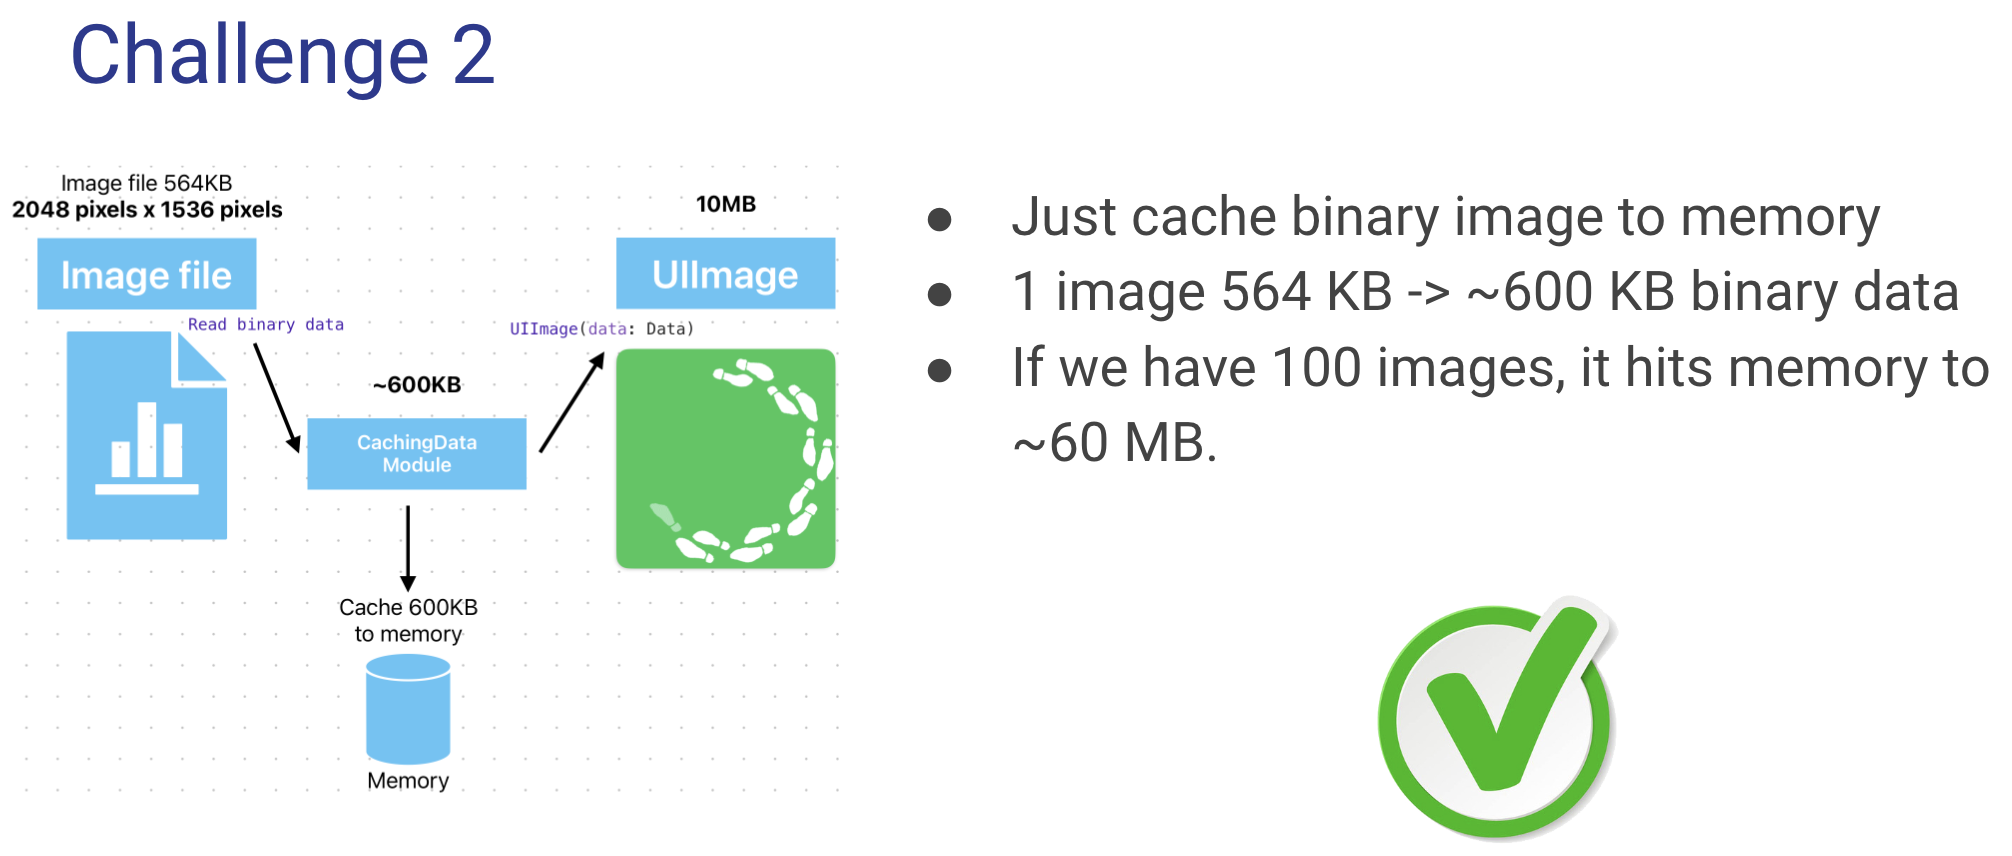 Challenge 2
Image file 564KB
2048 pixels x 1536 pixels
Image file
Read binary data
~600KB
CachingData
Module
Cache 600KB
to memory
Memory
10MB
UIImage
UIImage(data: Data)
● Just cache binary image to memory
● 1 image 564 KB -> ~600 KB binary data
● If we have 100 images, it hits memory to
~60 MB.